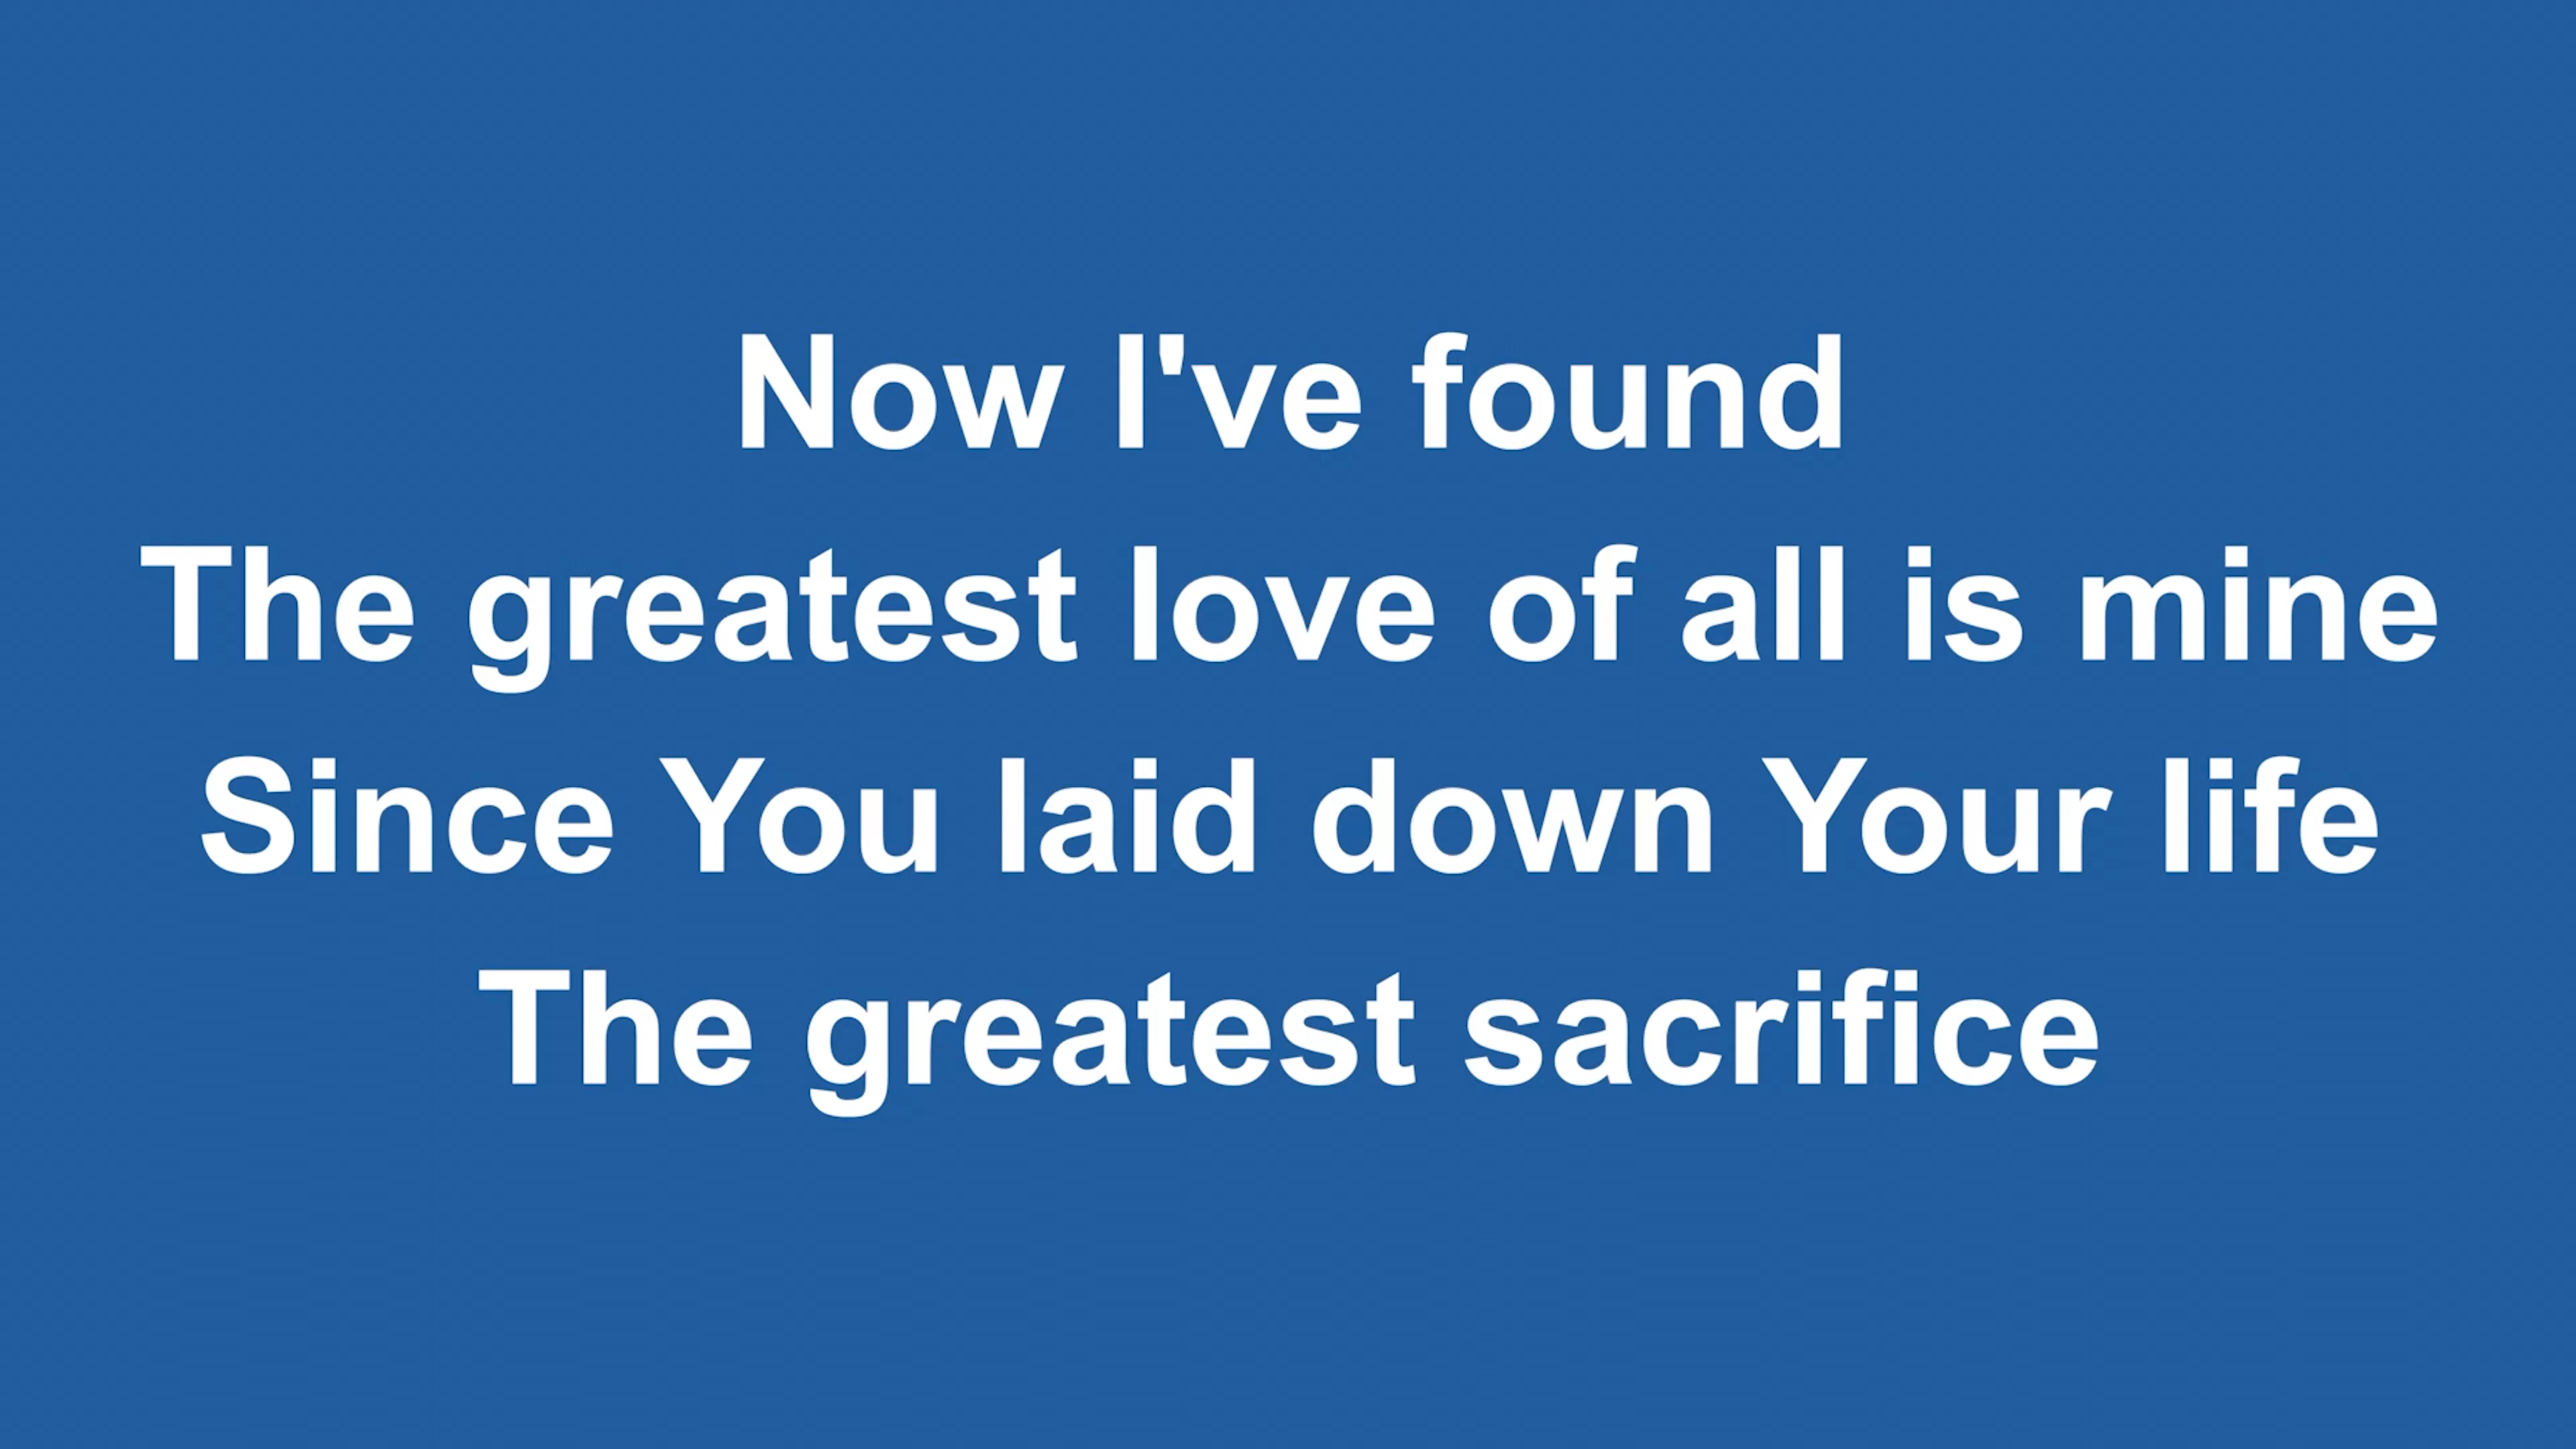 Now I've found
The greatest love of all is mine
Since You laid down Your life
The greatest sacrifice